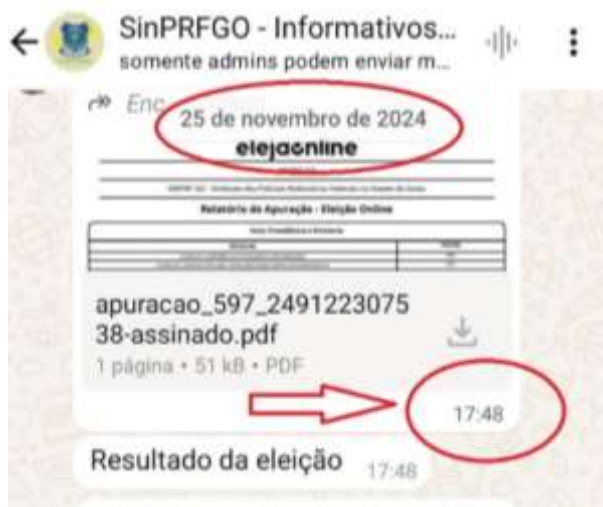 SinPRFGO - Informativos...
somente admins podem enviar m...
Enc
25 de novembro de 2024
elejaonline
Relatório de Apuração - Eleição Online
apuracao_597_2491223075
38-assinado.pdf
1 página • 51 kB • PDF
17:48
Resultado da eleição 17:48